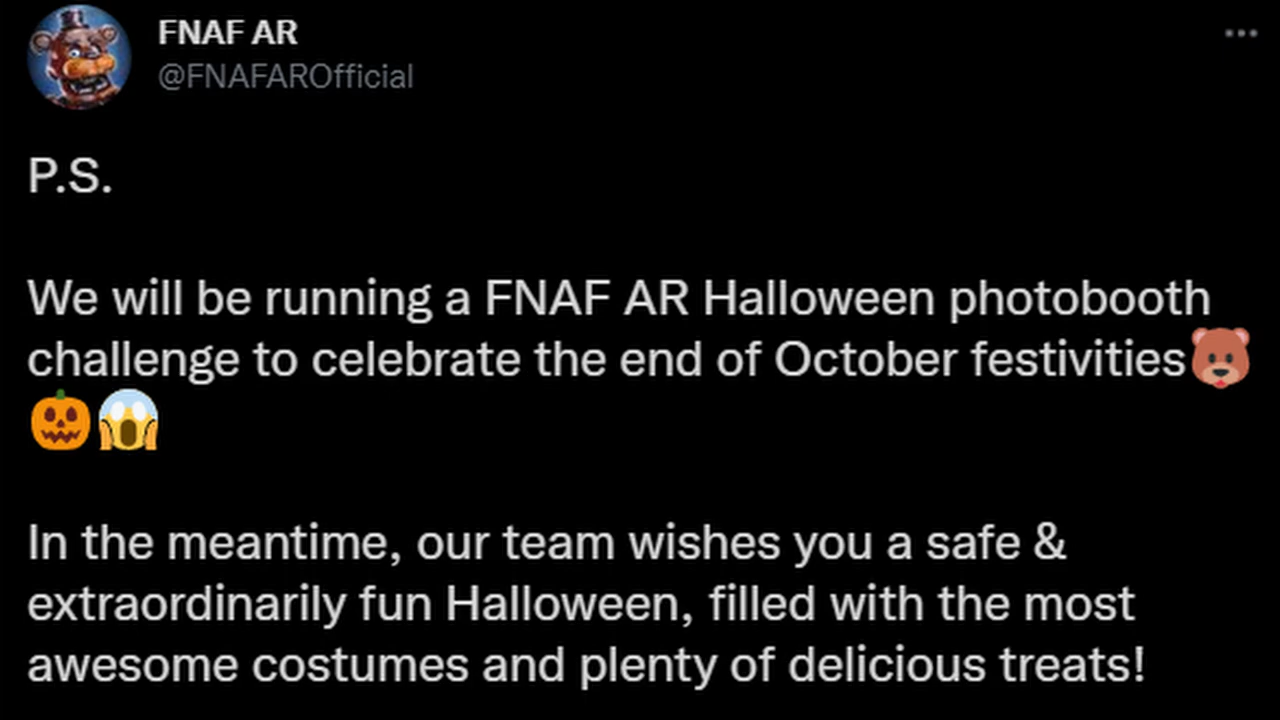 FNAF AR
@FNAFAROfficial
P.S.
We will be running a FNAF AR Halloween photobooth
challenge to celebrate the end of October festivities🐻
🎃😱
In the meantime, our team wishes you a safe &
extraordinarily fun Halloween, filled with the most
awesome costumes and plenty of delicious treats!